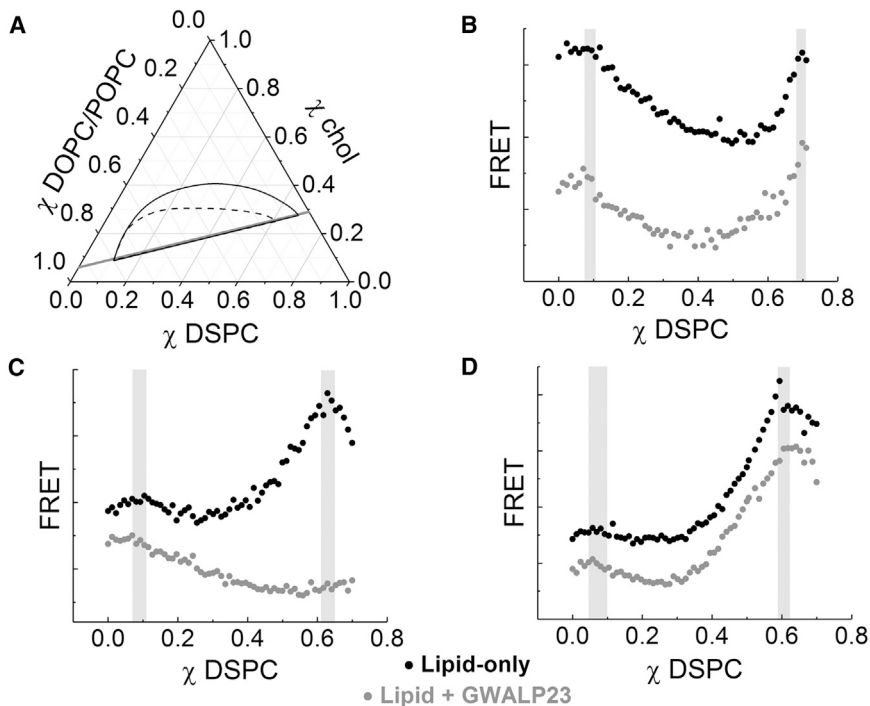 A
0.0
1.0
0.2
0.8
0.4
0.6
0.6
0.4
0.8
0.2
1.0
0.0
χ DOPC/POPC
χ chol
0.0 0.2 0.4 0.6 0.8 1.0
χ DSPC
B
FRET
0.0 0.2 0.4 0.6 0.8
χ DSPC
C
FRET
0.0 0.2 0.4 0.6 0.8
χ DSPC
D
FRET
0.0 0.2 0.4 0.6 0.8
χ DSPC
Lipid-only
Lipid + GWALP23